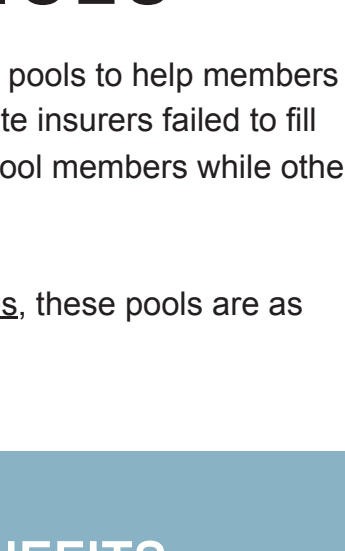 pools to help members
te insurers failed to fill
ool members while othe
s, these pools are as